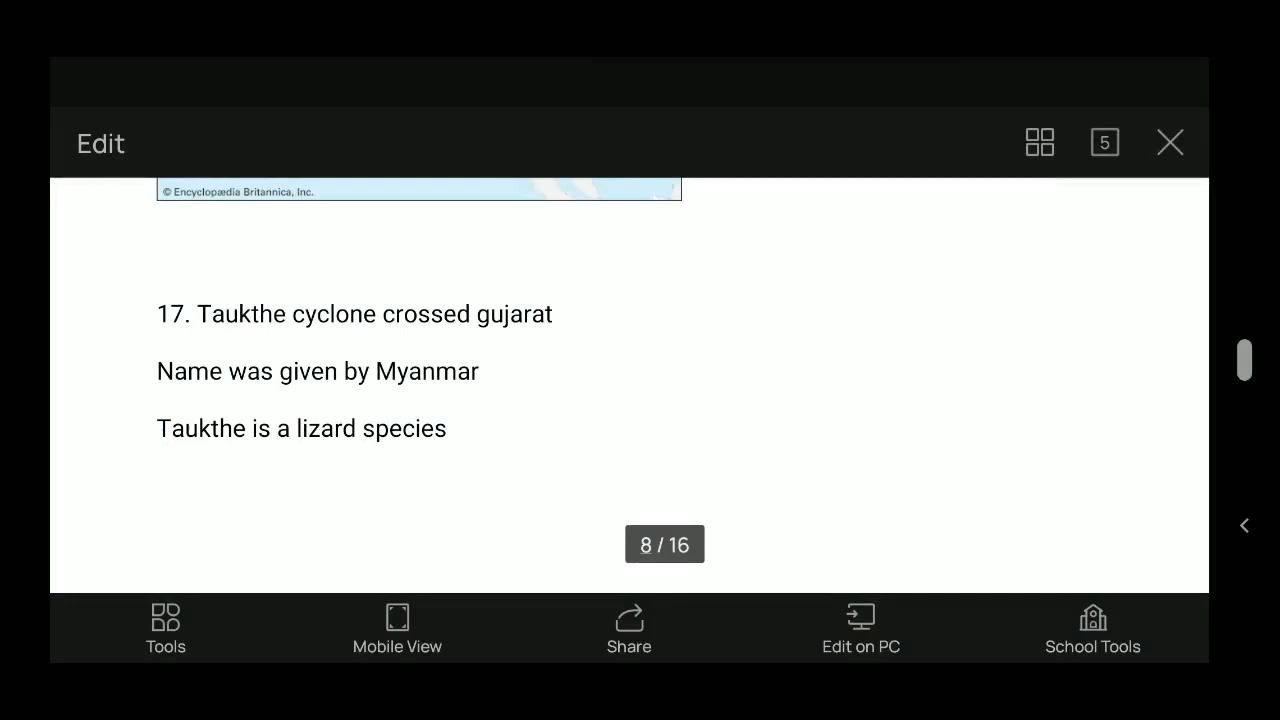 Edit
5
© Encyclopædia Britannica, Inc.
17. Taukthe cyclone crossed gujarat
Name was given by Myanmar
Taukthe is a lizard species
8 / 16
Tools
Mobile View
Share
Edit on PC
School Tools